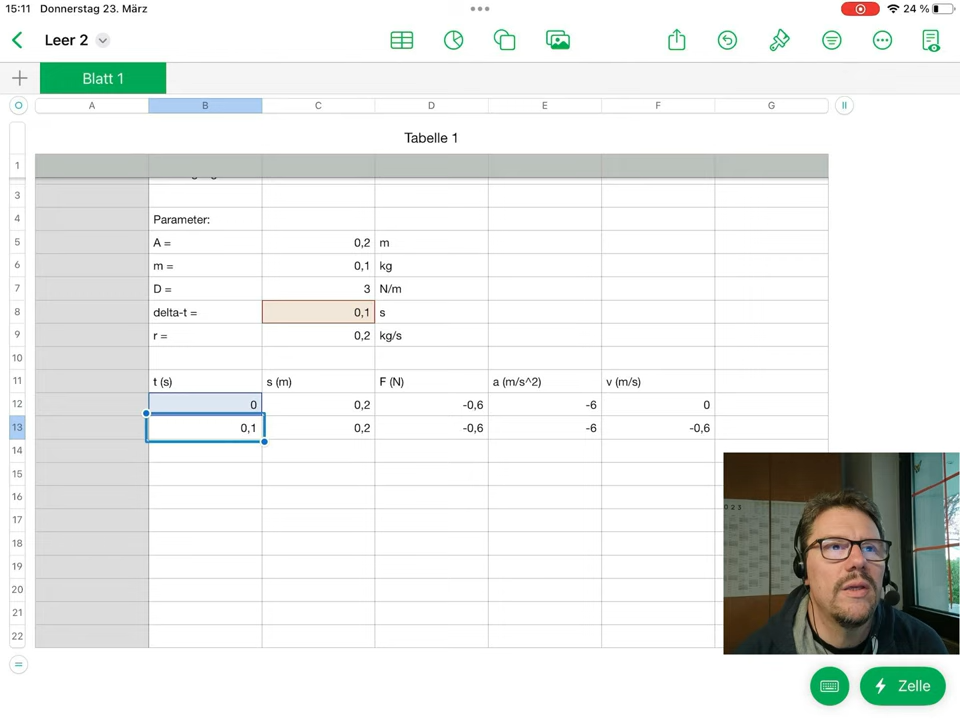 15:11 Donnerstag 23. März
24 %
Leer 2
Blatt 1
A B C D E F G
Tabelle 1
1
3
4 Parameter:
5 A = 0,2 m
6 m = 0,1 kg
7 D = 3 N/m
8 delta-t = 0,1 s
9 r = 0,2 kg/s
10
11 t (s) s (m) F (N) a (m/s^2) v (m/s)
12 0 0,2 -0,6 -6 0
13 0,1 0,2 -0,6 -6 -0,6
14
15
16
17
18
19
20
21
22
Zelle